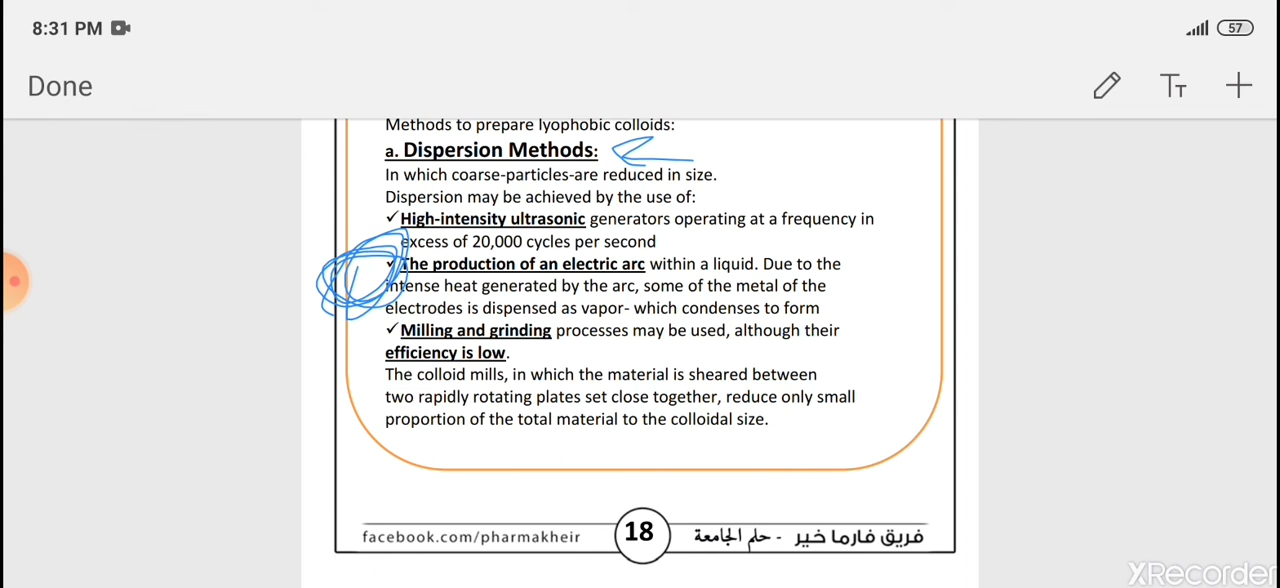 8:31 PM
57
Done
TT
Methods to prepare lyophobic colloids:
a. Dispersion Methods:
In which coarse-particles-are reduced in size.
Dispersion may be achieved by the use of:
✓High-intensity ultrasonic generators operating at a frequency in
excess of 20,000 cycles per second
✓The production of an electric arc within a liquid. Due to the
intense heat generated by the arc, some of the metal of the
electrodes is dispensed as vapor- which condenses to form
✓Milling and grinding processes may be used, although their
efficiency is low.
The colloid mills, in which the material is sheared between
two rapidly rotating plates set close together, reduce only small
proportion of the total material to the colloidal size.
facebook.com/pharmakheir
18
فريق فارما خير - حلم الجامعة
XRecorder